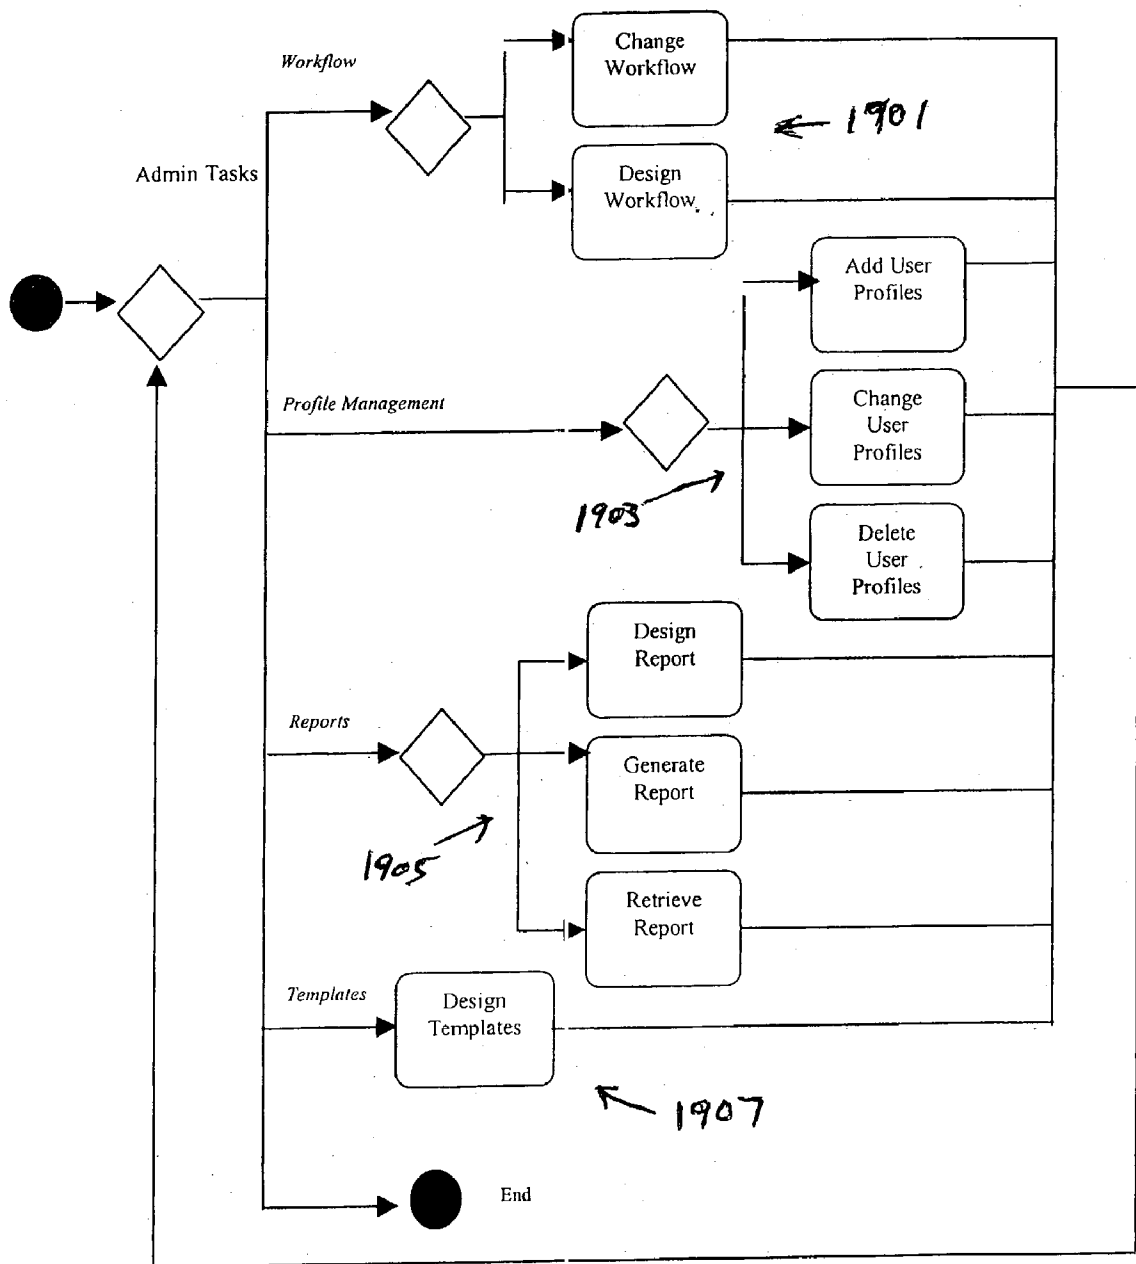 Workflow
Change
Workflow
1901
Admin Tasks
Design
Workflow
Add User
Profiles
Profile Management
Change
User
Profiles
1903
Delete
User
Profiles
Design
Report
Reports
Generate
Report
1905
Retrieve
Report
Templates
Design
Templates
1907
End